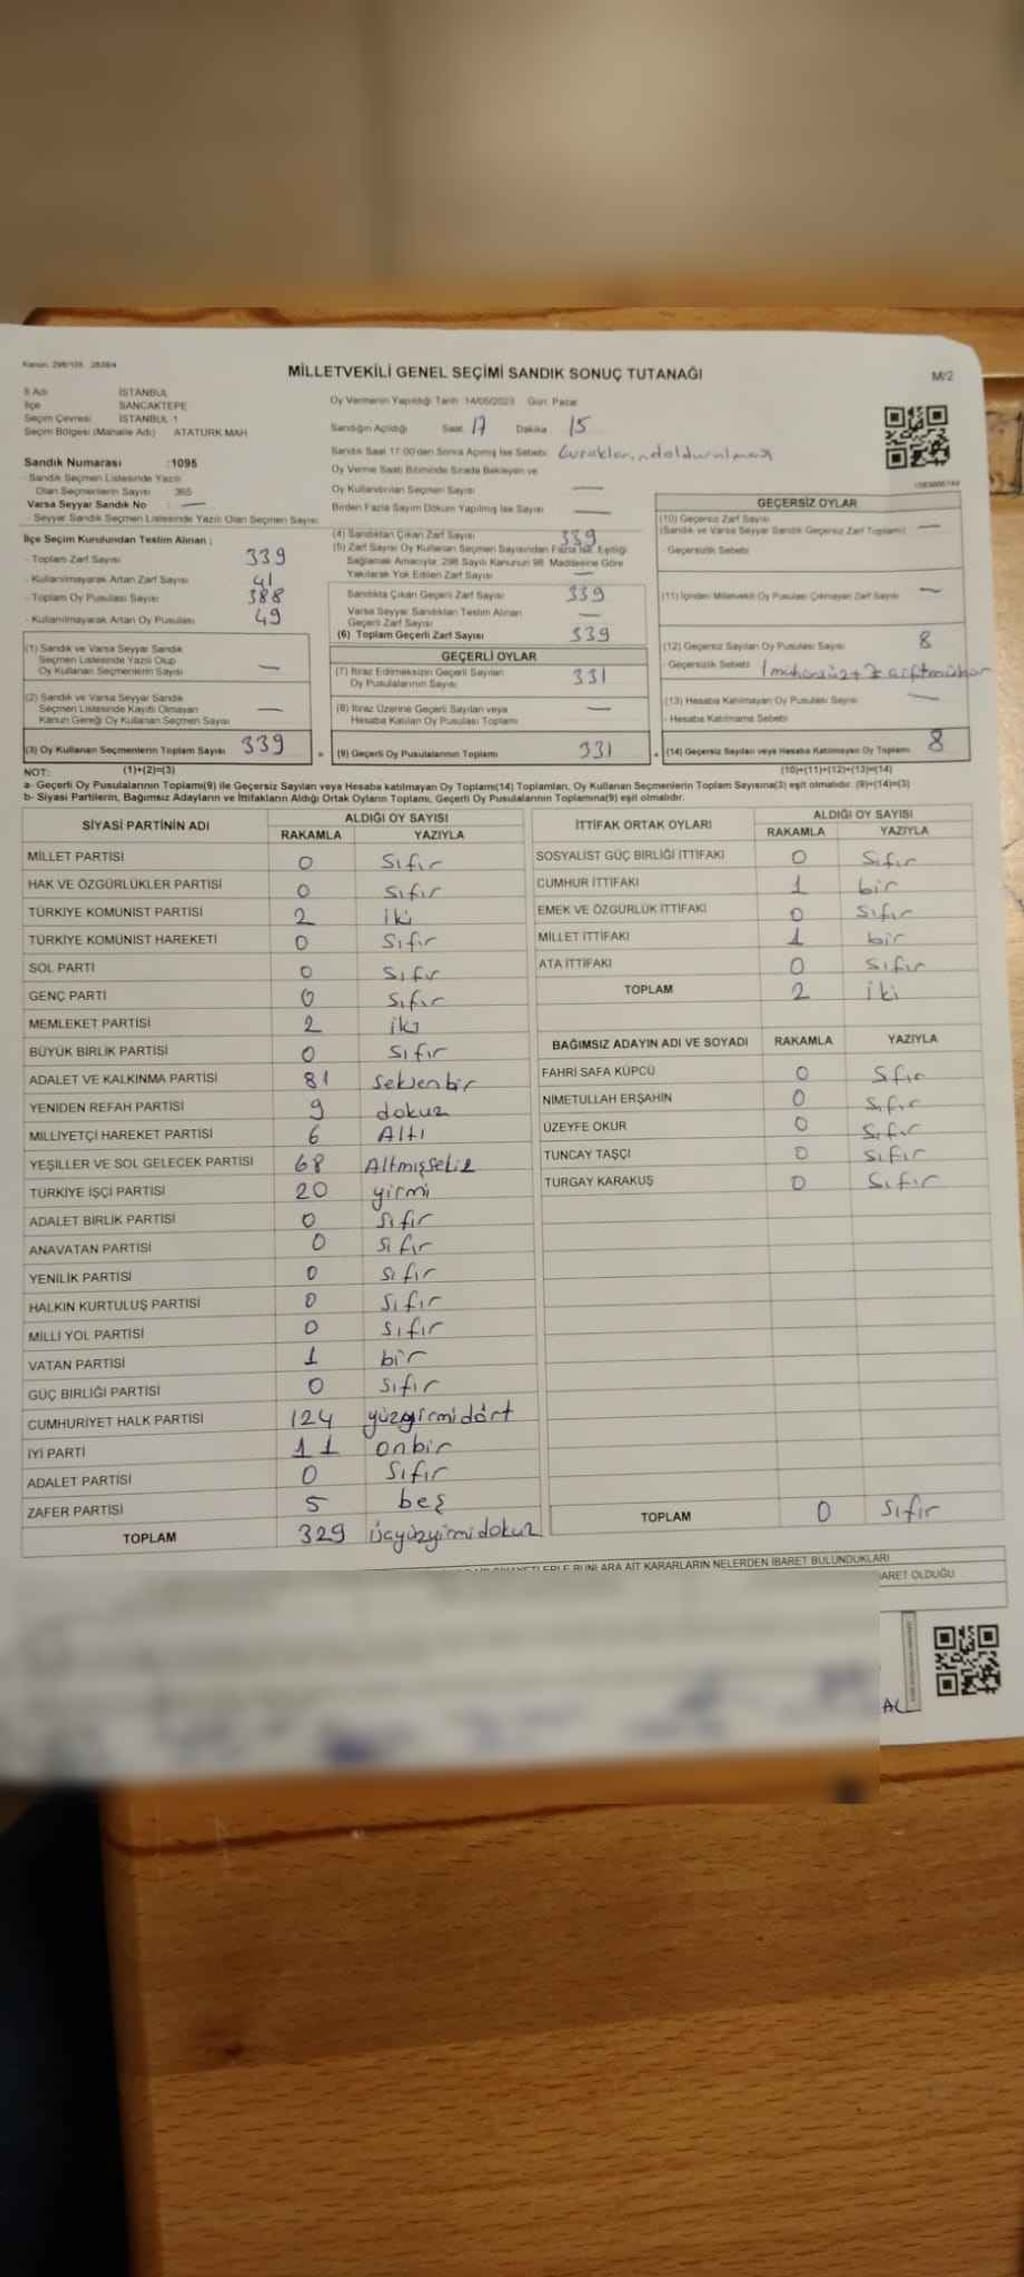 Kanun: 298/105 2839/4
MİLLETVEKİLİ GENEL SEÇİMİ SANDIK SONUÇ TUTANAĞI
M/2
İl Adı İSTANBUL
İlçe SANCAKTEPE
Seçim Çevresi İSTANBUL 1
Seçim Bölgesi (Mahalle Adı) ATATÜRK MAH
Oy Vermenin Yapıldığı Tarih 14/05/2023 Gün: Pazar
Sandığın Açıldığı Saat 17 Dakika 15
Sandık Saat 17:00'den Sonra Açılmış İse Sebebi
Oy Verme Saati Bitiminde Sırada Bekleyen ve
Oy Kullandırılan Seçmen Sayısı —
Birden Fazla Sayım Döküm Yapılmış İse Sayısı —
Sandık Numarası :1095
Sandık Seçmen Listesinde Yazılı
Olan Seçmenlerin Sayısı 365
Varsa Seyyar Sandık No —
- Seyyar Sandık Seçmen Listesinde Yazılı Olan Seçmen Sayısı
İlçe Seçim Kurulundan Teslim Alınan ;
- Toplam Zarf Sayısı 339
- Kullanılmayarak Artan Zarf Sayısı 41
- Toplam Oy Pusulası Sayısı 388
- Kullanılmayarak Artan Oy Pusulası 49
(1) Sandık ve Varsa Seyyar Sandık
Seçmen Listesinde Yazılı Olup
Oy Kullanan Seçmenlerin Sayısı —
(2) Sandık ve Varsa Seyyar Sandık
Seçmen Listesinde Kayıtlı Olmayan
Kanun Gereği Oy Kullanan Seçmen Sayısı —
(3) Oy Kullanan Seçmenlerin Toplam Sayısı 339
(1)+(2)=(3)
(4) Sandıktan Çıkan Zarf Sayısı 339
(5) Zarf Sayısı Oy Kullanan Seçmen Sayısından Fazla İse, Eşitliği
Sağlamak Amacıyla, 298 Sayılı Kanunun 98. Maddesine Göre
Yakılarak Yok Edilen Zarf Sayısı —
Sandıkta Çıkan Geçerli Zarf Sayısı 339
Varsa Seyyar Sandıktan Teslim Alınan
Geçerli Zarf Sayısı —
(6) Toplam Geçerli Zarf Sayısı 339
GEÇERLİ OYLAR
(7) İtiraz Edilmeksizin Geçerli Sayılan
Oy Pusulalarının Sayısı 331
(8) İtiraz Üzerine Geçerli Sayılan veya
Hesaba Katılan Oy Pusulası Toplamı —
(9) Geçerli Oy Pusulalarının Toplamı 331
GEÇERSİZ OYLAR
(10) Geçersiz Zarf Sayısı
(Sandık ve Varsa Seyyar Sandık Geçersiz Zarf Toplamı) —
Geçersizlik Sebebi
(11) İçinden Milletvekili Oy Pusulası Çıkmayan Zarf Sayısı —
(12) Geçersiz Sayılan Oy Pusulası Sayısı 8
Geçersizlik Sebebi
(13) Hesaba Katılmayan Oy Pusulası Sayısı —
- Hesaba Katılmama Sebebi
(14) Geçersiz Sayılan veya Hesaba Katılmayan Oy Toplamı 8
(10)+(11)+(12)+(13)=(14)
NOT:
a- Geçerli Oy Pusulalarının Toplamı(9) ile Geçersiz Sayılan veya Hesaba katılmayan Oy Toplamı(14) Toplamları, Oy Kullanan Seçmenlerin Toplam Sayısına(3) eşit olmalıdır. (9)+(14)=(3)
b- Siyasi Partilerin, Bağımsız Adayların ve İttifakların Aldığı Ortak Oyların Toplamı, Geçerli Oy Pusulalarının Toplamına(9) eşit olmalıdır.
SİYASİ PARTİNİN ADI ALDIĞI OY SAYISI
RAKAMLA YAZIYLA
MİLLET PARTİSİ 0 Sıfır
HAK VE ÖZGÜRLÜKLER PARTİSİ 0 Sıfır
TÜRKİYE KOMÜNİST PARTİSİ 2 iki
TÜRKİYE KOMÜNİST HAREKETİ 0 Sıfır
SOL PARTİ 0 Sıfır
GENÇ PARTİ 0 Sıfır
MEMLEKET PARTİSİ 2 iki
BÜYÜK BİRLİK PARTİSİ 0 Sıfır
ADALET VE KALKINMA PARTİSİ 81 Seksenbir
YENİDEN REFAH PARTİSİ 9 dokuz
MİLLİYETÇİ HAREKET PARTİSİ 6 Altı
YEŞİLLER VE SOL GELECEK PARTİSİ 68 Altmışsekiz
TÜRKİYE İŞÇİ PARTİSİ 20 yirmi
ADALET BİRLİK PARTİSİ 0 Sıfır
ANAVATAN PARTİSİ 0 Sıfır
YENİLİK PARTİSİ 0 Sıfır
HALKIN KURTULUŞ PARTİSİ 0 Sıfır
MİLLİ YOL PARTİSİ 0 Sıfır
VATAN PARTİSİ 1 bir
GÜÇ BİRLİĞİ PARTİSİ 0 Sıfır
CUMHURİYET HALK PARTİSİ 124 yüzyirmidört
İYİ PARTİ 11 onbir
ADALET PARTİSİ 0 Sıfır
ZAFER PARTİSİ 5 beş
TOPLAM 329 üçyüzyirmidokuz
İTTİFAK ORTAK OYLARI ALDIĞI OY SAYISI
RAKAMLA YAZIYLA
SOSYALİST GÜÇ BİRLİĞİ İTTİFAKI 0 Sıfır
CUMHUR İTTİFAKI 1 bir
EMEK VE ÖZGÜRLÜK İTTİFAKI 0 Sıfır
MİLLET İTTİFAKI 1 bir
ATA İTTİFAKI 0 Sıfır
TOPLAM 2 iki
BAĞIMSIZ ADAYIN ADI VE SOYADI RAKAMLA YAZIYLA
FAHRİ SAFA KÜPCÜ 0 Sıfır
NİMETULLAH ERŞAHİN 0 Sıfır
ÜZEYFE OKUR 0 Sıfır
TUNCAY TAŞÇI 0 Sıfır
TURGAY KARAKUŞ 0 Sıfır
TOPLAM 0 Sıfır
BUNLARA AİT KARARLARIN NELERDEN İBARET BULUNDUKLARI
OLDUĞU